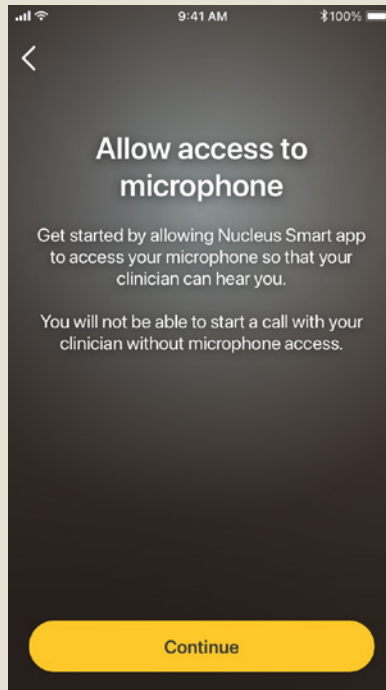 9:41 AM
100%
Allow access to
microphone
Get started by allowing Nucleus Smart app
to access your microphone so that your
clinician can hear you.
You will not be able to start a call with your
clinician without microphone access.
Continue